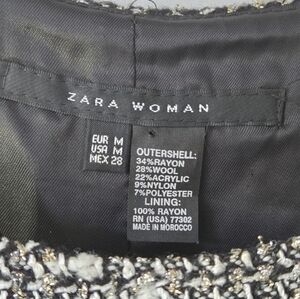 ZARA WOMAN
EUR M
USA M
MEX 28
OUTERSHELL:
34%RAYON
28%WOOL
22%ACRYLIC
9%NYLON
7%POLYESTER
LINING:
100% RAYON
RN (USA) 77302
MADE IN MOROCCO